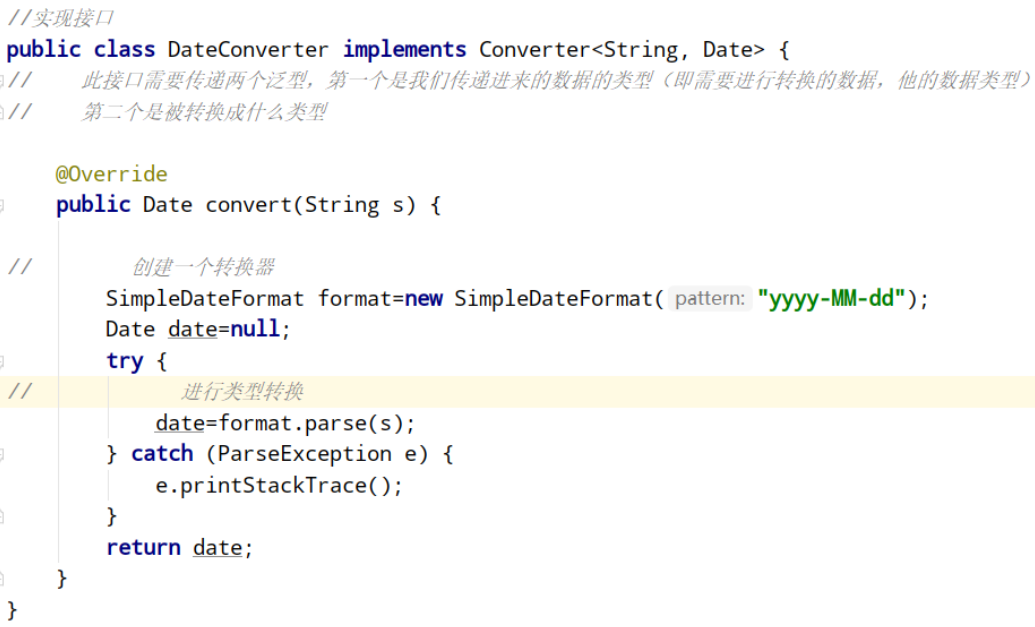 //实现接口
public class DateConverter implements Converter<String, Date> {
//    此接口需要传递两个泛型，第一个是我们传递进来的数据的类型（即需要进行转换的数据，他的数据类型）
//    第二个是被转换成什么类型
@Override
public Date convert(String s) {
//        创建一个转换器
SimpleDateFormat format=new SimpleDateFormat( pattern: "yyyy-MM-dd");
Date date=null;
try {
//            进行类型转换
date=format.parse(s);
} catch (ParseException e) {
e.printStackTrace();
}
return date;
}
}